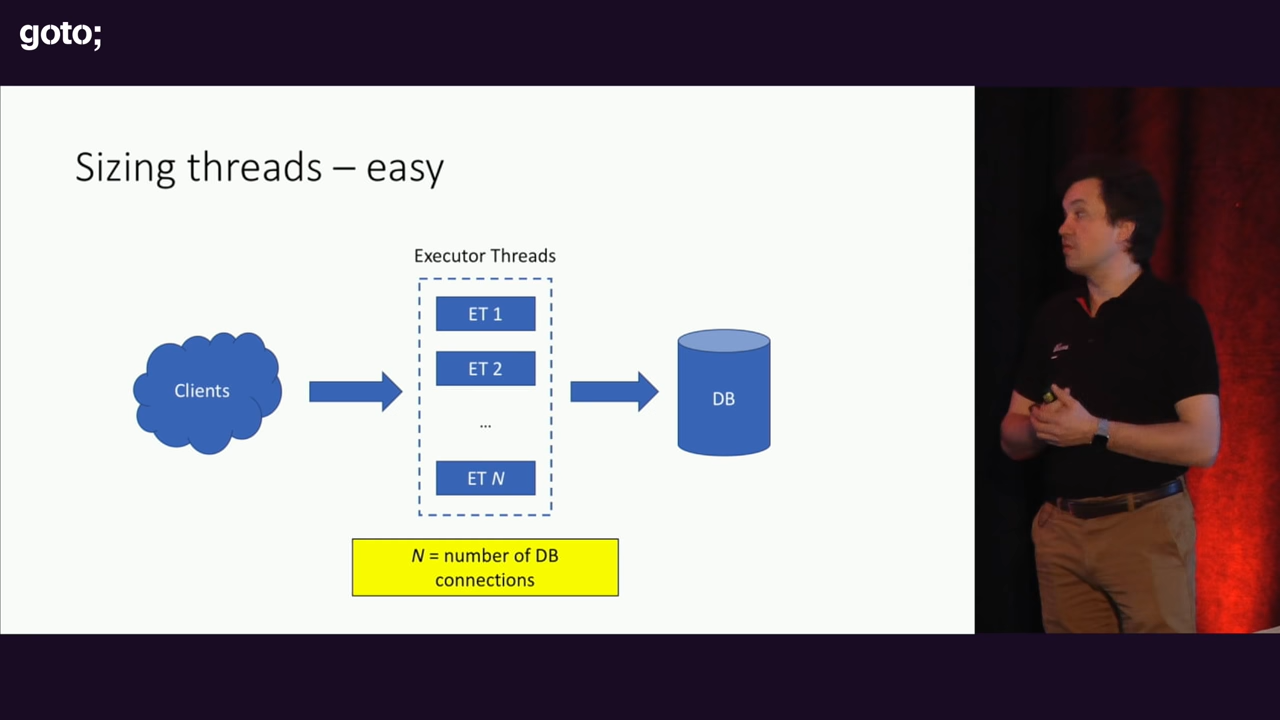 goto;
Sizing threads – easy
Executor Threads
ET 1
ET 2
...
ET N
Clients
DB
N = number of DB
connections